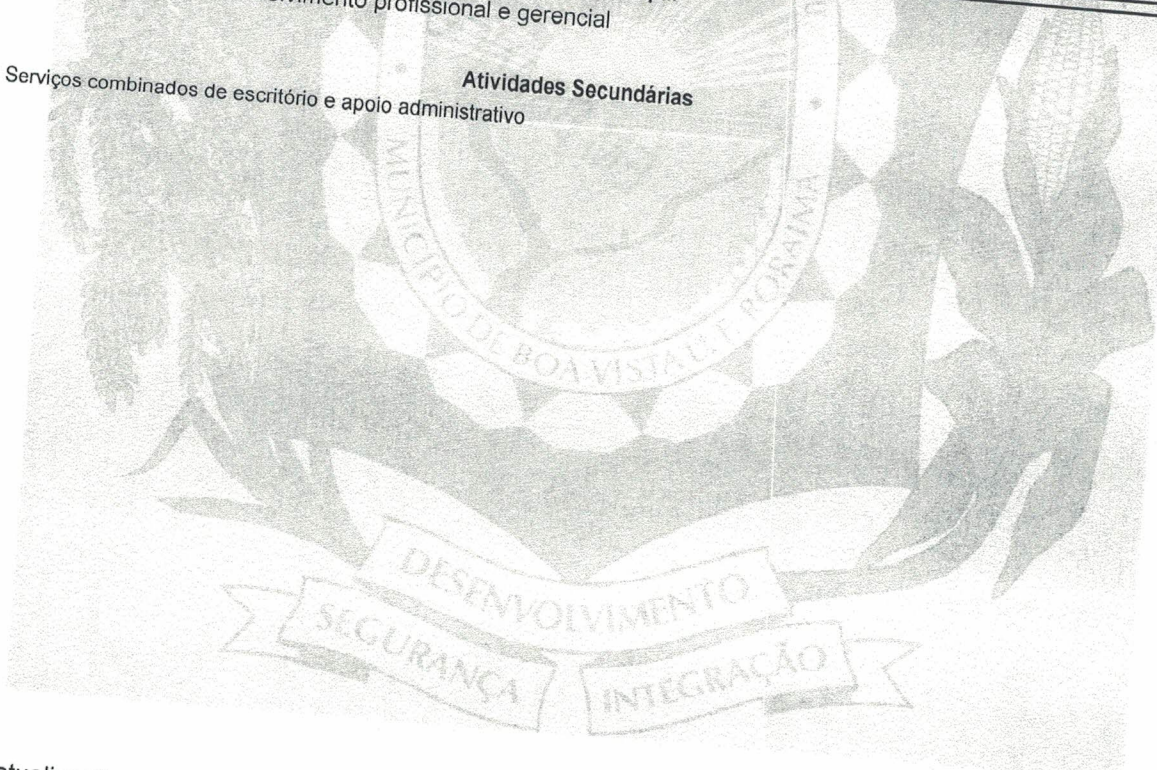 profissional e gerencial
Atividades Secundárias
Serviços combinados de escritório e apoio administrativo
MUNICÍPIO DE BOA VISTA U.F. RORAIMA
DESENVOLVIMENTO
SEGURANÇA
INTEGRAÇÃO